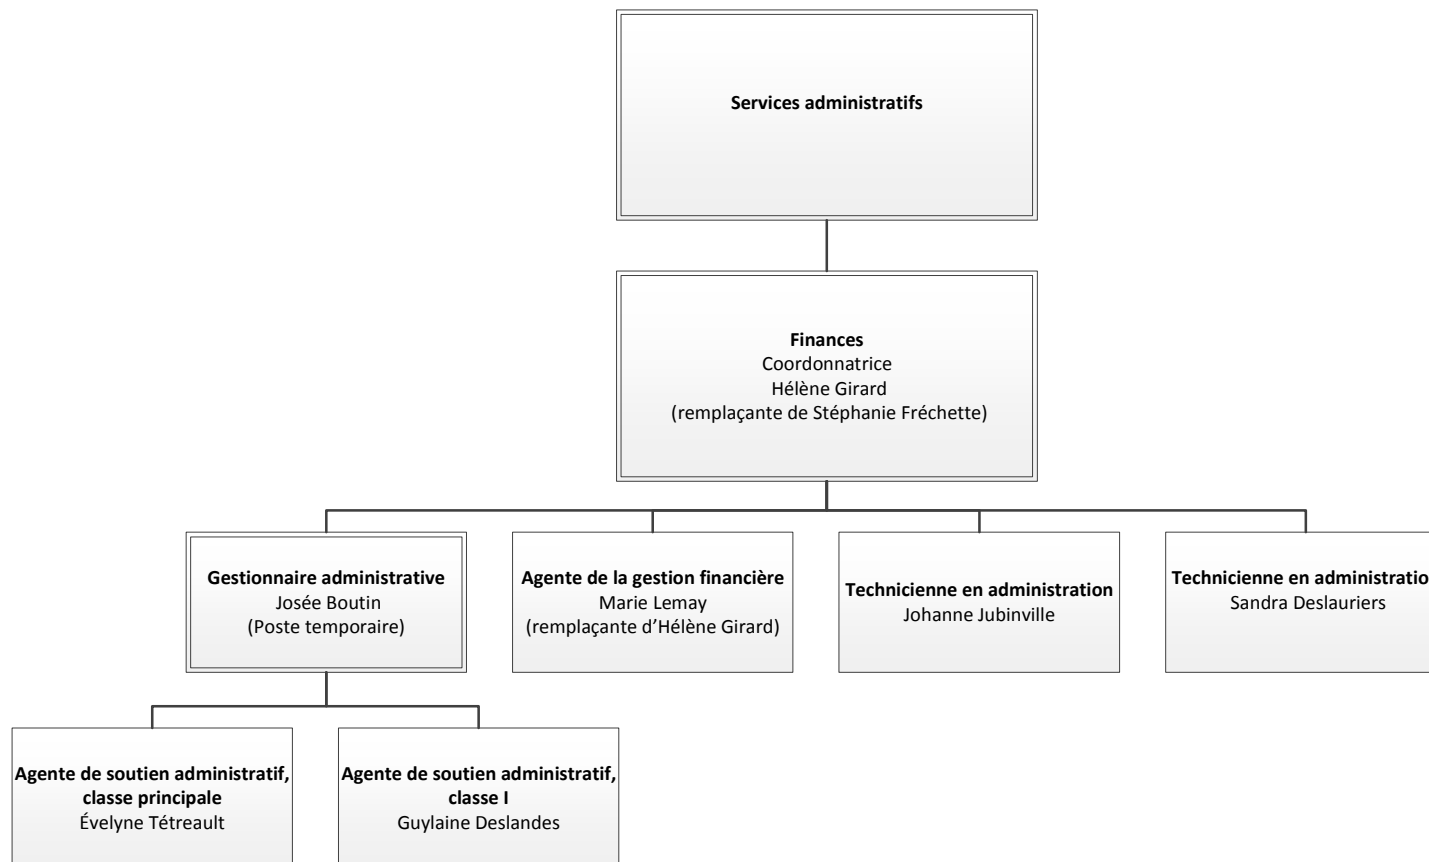 Services administratifs
Finances
Coordonnatrice
Hélène Girard
(remplaçante de Stéphanie Fréchette)
Gestionnaire administrative
Josée Boutin
(Poste temporaire)
Agente de la gestion financière
Marie Lemay
(remplaçante d’Hélène Girard)
Technicienne en administration
Johanne Jubinville
Technicienne en administratio
Sandra Deslauriers
Agente de soutien administratif,
classe principale
Évelyne Tétreault
Agente de soutien administratif,
classe I
Guylaine Deslandes